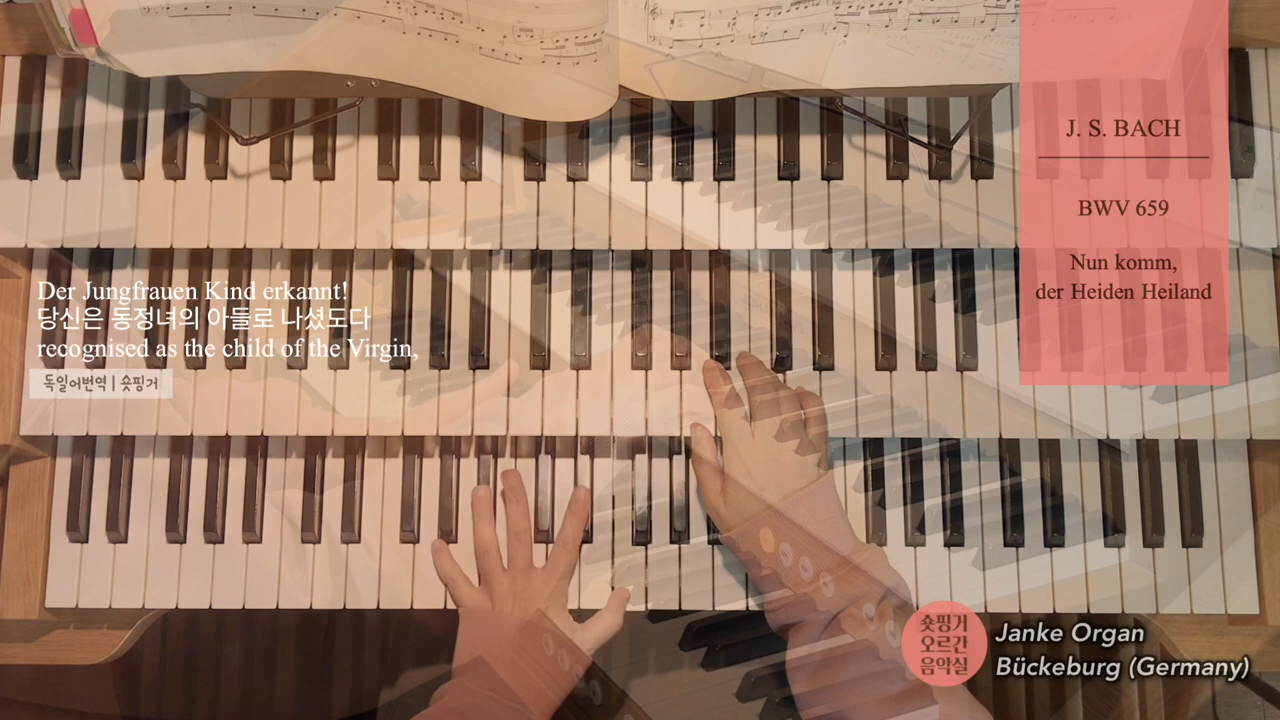 J. S. BACH
BWV 659
Nun komm,
der Heiden Heiland
Der Jungfrauen Kind erkannt!
당신은 동정녀의 아들로 나셨도다
recognised as the child of the Virgin,
독일어번역 | 숏핑거
숏핑거
오르간
음악실
Janke Organ
Bückeburg (Germany)